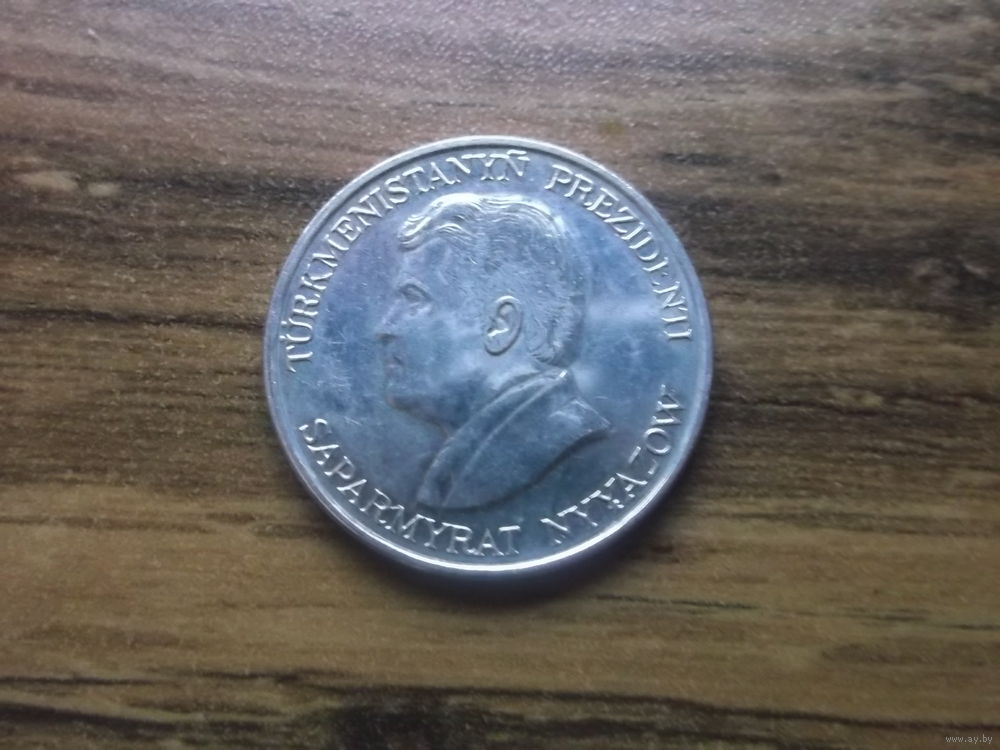 TÜRKMENISTANYŇ PREZIDENTI
SAPARMYRAT NYÝAZOW
www.ay.by